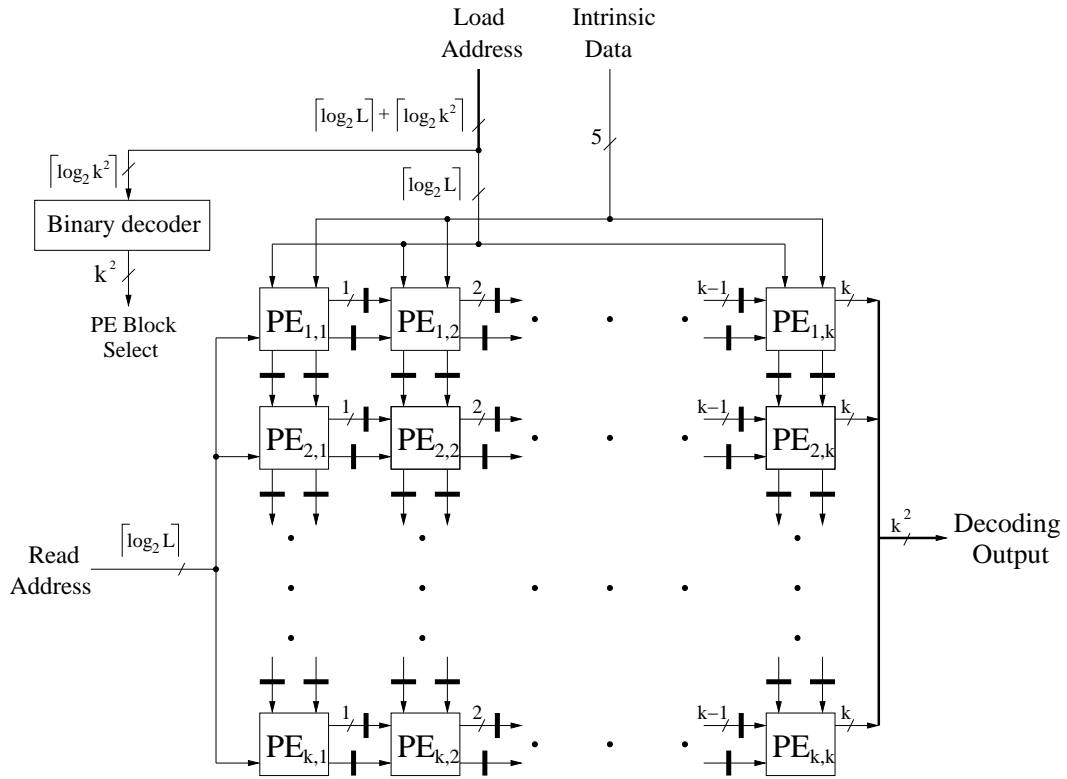 Load Address
Intrinsic Data
⌈log₂ L⌉ + ⌈log₂ k²⌉
5
⌈log₂ k²⌉
⌈log₂ L⌉
Binary decoder
k²
PE Block Select
PE₁,₁ 1 PE₁,₂ 2 k−1 PE₁,k k
PE₂,₁ 1 PE₂,₂ 2 k−1 PE₂,k k
Read Address
⌈log₂ L⌉
k²
Decoding Output
PEk,₁ 1 PEk,₂ 2 k−1 PEk,k k